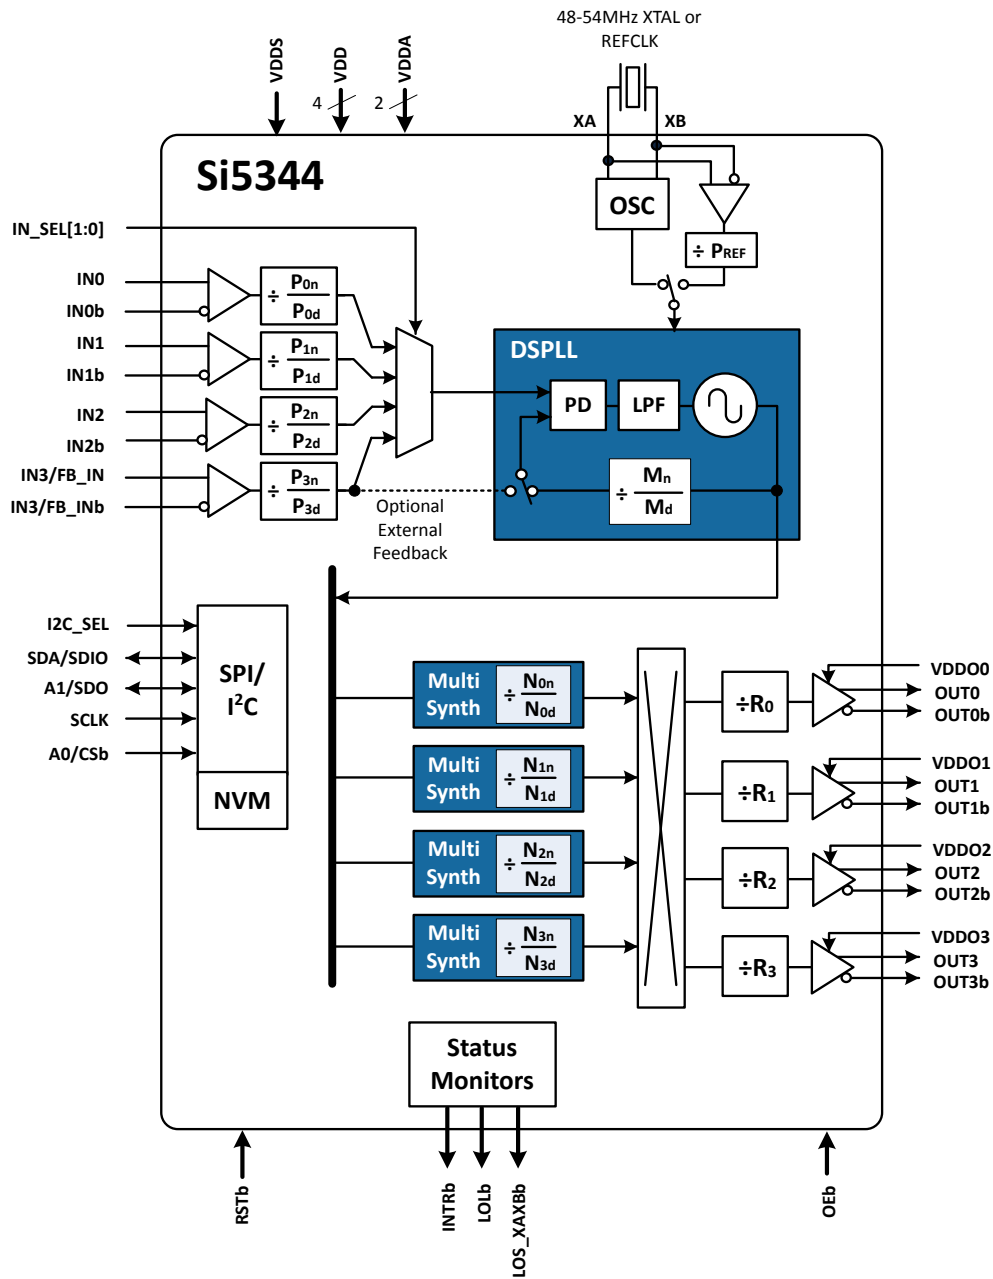 48-54MHz XTAL or
REFCLK
VDDS
VDD
VDDA
4
2
XA
XB
Si5344
OSC
÷ PREF
IN_SEL[1:0]
IN0
IN0b
÷ P0n
P0d
IN1
IN1b
÷ P1n
P1d
IN2
IN2b
÷ P2n
P2d
IN3/FB_IN
IN3/FB_INb
÷ P3n
P3d
DSPLL
PD
LPF
÷ Mn
Md
Optional
External
Feedback
I2C_SEL
SDA/SDIO
A1/SDO
SCLK
A0/CSb
SPI/
I²C
NVM
Multi
Synth
÷ N0n
N0d
Multi
Synth
÷ N1n
N1d
Multi
Synth
÷ N2n
N2d
Multi
Synth
÷ N3n
N3d
÷R0
÷R1
÷R2
÷R3
VDDO0
OUT0
OUT0b
VDDO1
OUT1
OUT1b
VDDO2
OUT2
OUT2b
VDDO3
OUT3
OUT3b
Status
Monitors
RSTb
INTRb
LOLb
LOS_XAXBb
OEb